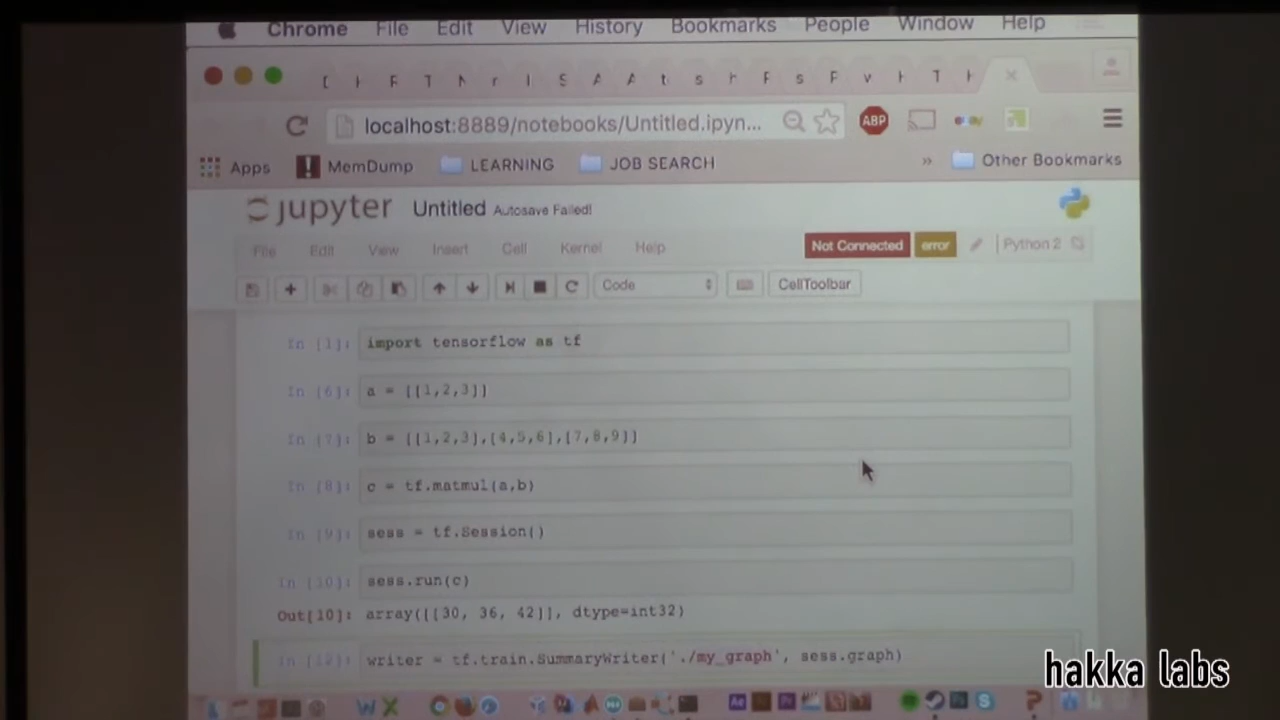 Chrome File Edit View History Bookmarks People Window Help
localhost:8889/notebooks/Untitled.ipyn... ABP
Apps MemDump LEARNING JOB SEARCH » Other Bookmarks
jupyter Untitled Autosave Failed!
File Edit View Insert Cell Kernel Help Not Connected error Python 2
Code CellToolbar
In [1]: import tensorflow as tf
In [6]: a = [[1,2,3]]
In [7]: b = [[1,2,3],[4,5,6],[7,8,9]]
In [8]: c = tf.matmul(a,b)
In [9]: sess = tf.Session()
In [10]: sess.run(c)
Out[10]: array([[30, 36, 42]], dtype=int32)
In [12]: writer = tf.train.SummaryWriter('./my_graph', sess.graph)
hakka labs